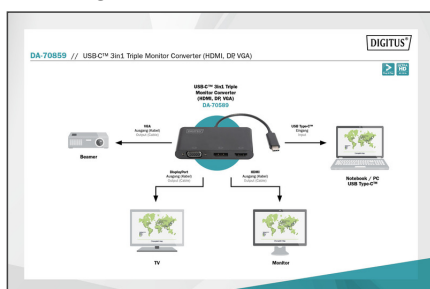 DIGITUS®
DA-70859 // USB-C™ 3in1 Triple Monitor Converter (HDMI, DP, VGA)
USB-C™ 3in1 Triple
Monitor Converter
(HDMI, DP, VGA)
DA-70589
VGA
Ausgang (Kabel)
Output (Cable)
USB Type-C™
Eingang
Input
Beamer
Notebook / PC
USB Type-C™
DisplayPort
Ausgang (Kabel)
Output (Cable)
HDMI
Ausgang (Kabel)
Output (Cable)
TV
Monitor